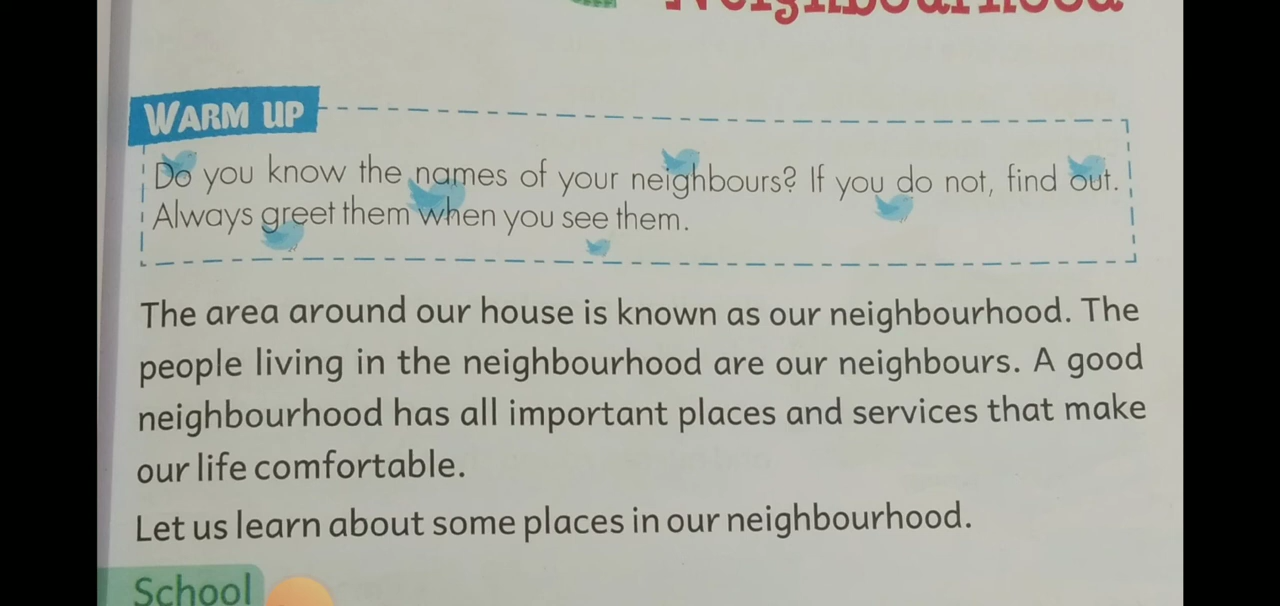 Neighbourhood
WARM UP
Do you know the names of your neighbours? If you do not, find out.
Always greet them when you see them.
The area around our house is known as our neighbourhood. The
people living in the neighbourhood are our neighbours. A good
neighbourhood has all important places and services that make
our life comfortable.
Let us learn about some places in our neighbourhood.
School